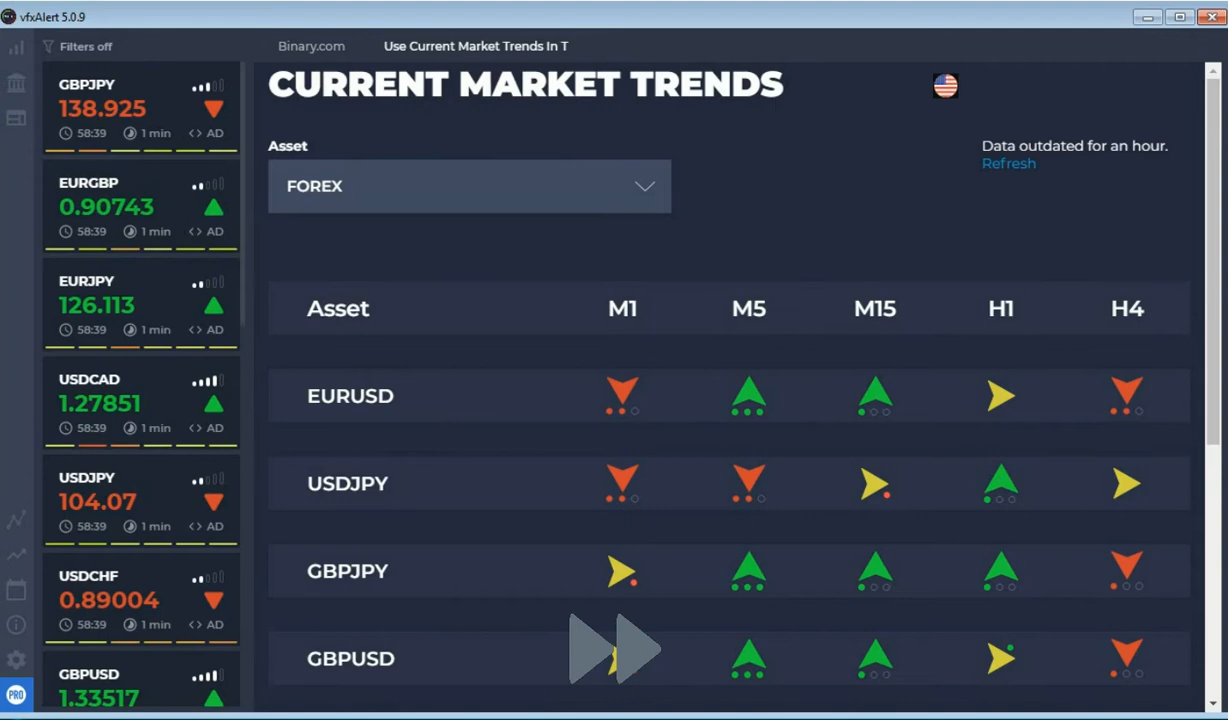 vfxAlert 5.0.9
Filters off
Binary.com
Use Current Market Trends In T
GBPJPY
138.925
58:39 1 min <> AD
EURGBP
0.90743
58:39 1 min <> AD
EURJPY
126.113
58:39 1 min <> AD
USDCAD
1.27851
58:39 1 min <> AD
USDJPY
104.07
58:39 1 min <> AD
USDCHF
0.89004
58:39 1 min <> AD
GBPUSD
1.33517
PRO
CURRENT MARKET TRENDS
Asset
FOREX
Data outdated for an hour.
Refresh
Asset M1 M5 M15 H1 H4
EURUSD
USDJPY
GBPJPY
GBPUSD